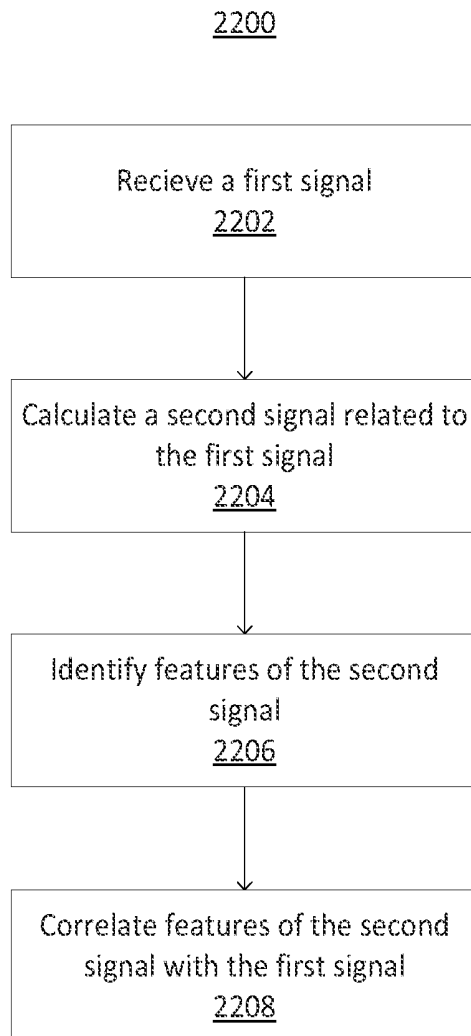 2200
Recieve a first signal
2202
Calculate a second signal related to
the first signal
2204
Identify features of the second
signal
2206
Correlate features of the second
signal with the first signal
2208